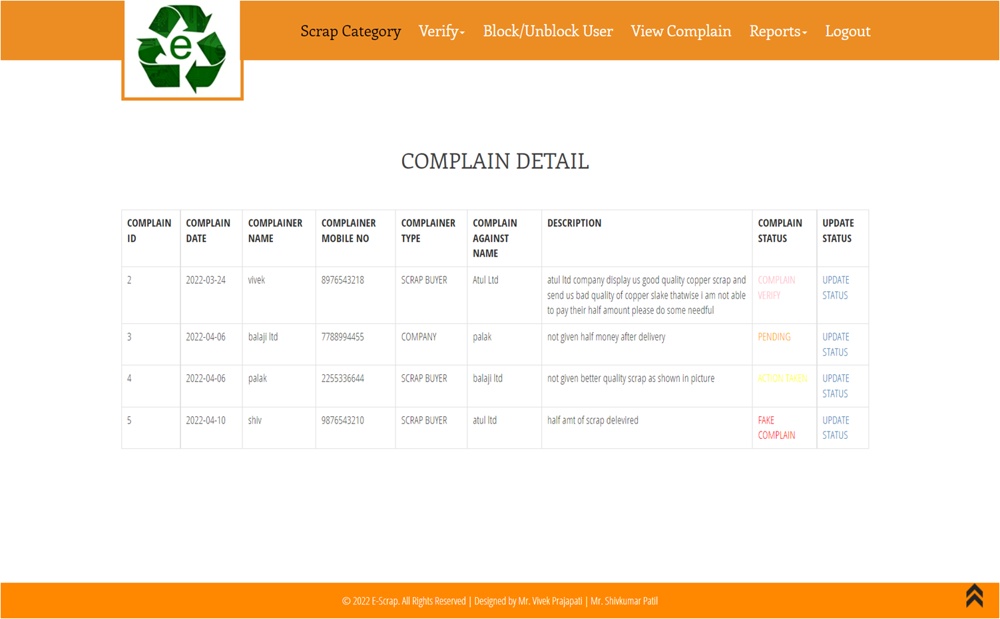 e
Scrap Category Verify Block/Unblock User View Complain Reports Logout
COMPLAIN DETAIL
COMPLAIN ID COMPLAIN DATE COMPLAINER NAME COMPLAINER MOBILE NO COMPLAINER TYPE COMPLAIN AGAINST NAME DESCRIPTION COMPLAIN STATUS UPDATE STATUS
2 2022-03-24 vivek 8976543218 SCRAP BUYER Atul Ltd atul ltd company display us good quality copper scrap and send us bad quality of copper slake thatwise i am not able to pay their half amount please do some needful COMPLAIN VERIFY UPDATE STATUS
3 2022-04-06 balaji ltd 7788994455 COMPANY palak not given half money after delivery PENDING UPDATE STATUS
4 2022-04-06 palak 2255336644 SCRAP BUYER balaji ltd not given better quality scrap as shown in picture ACTION TAKEN UPDATE STATUS
5 2022-04-10 shiv 9876543210 SCRAP BUYER atul ltd half amt of scrap delevired FAKE COMPLAIN UPDATE STATUS
© 2022 E-Scrap. All Rights Reserved | Designed by Mr. Vivek Prajapati | Mr. Shivkumar Patil